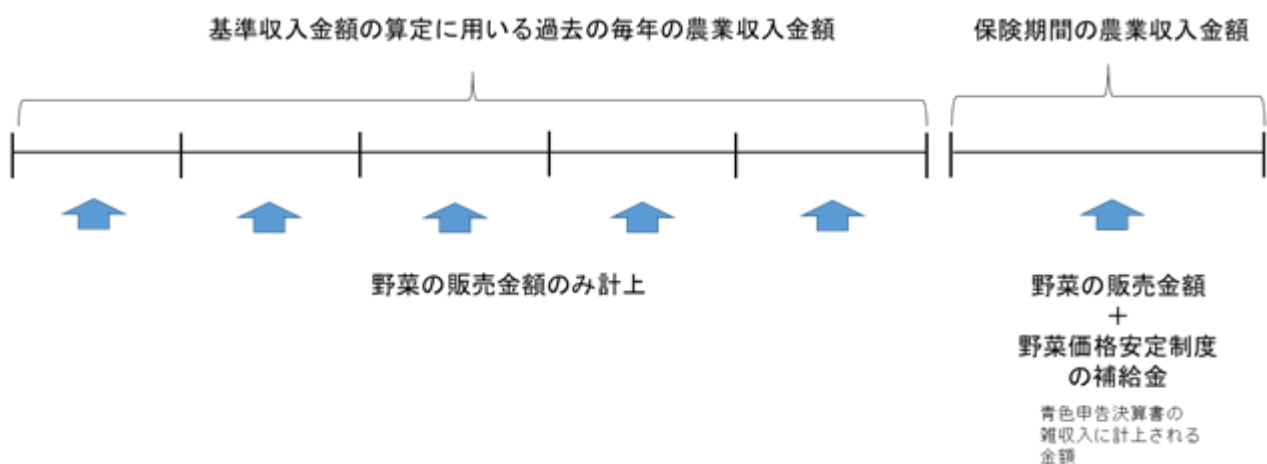 基準収入金額の算定に用いる過去の毎年の農業収入金額
保険期間の農業収入金額
野菜の販売金額のみ計上
野菜の販売金額
＋
野菜価格安定制度
の補給金
青色申告決算書の
雑収入に計上される
金額